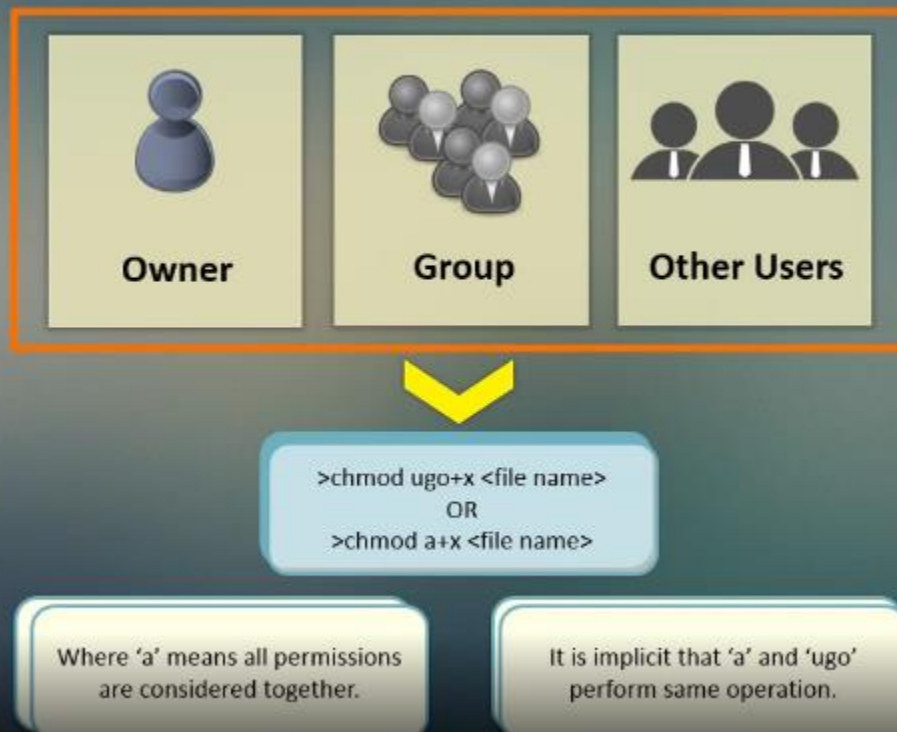 Owner
Group
Other Users
>chmod ugo+x <file name>
OR
>chmod a+x <file name>
Where ‘a’ means all permissions
are considered together.
It is implicit that ‘a’ and ‘ugo’
perform same operation.